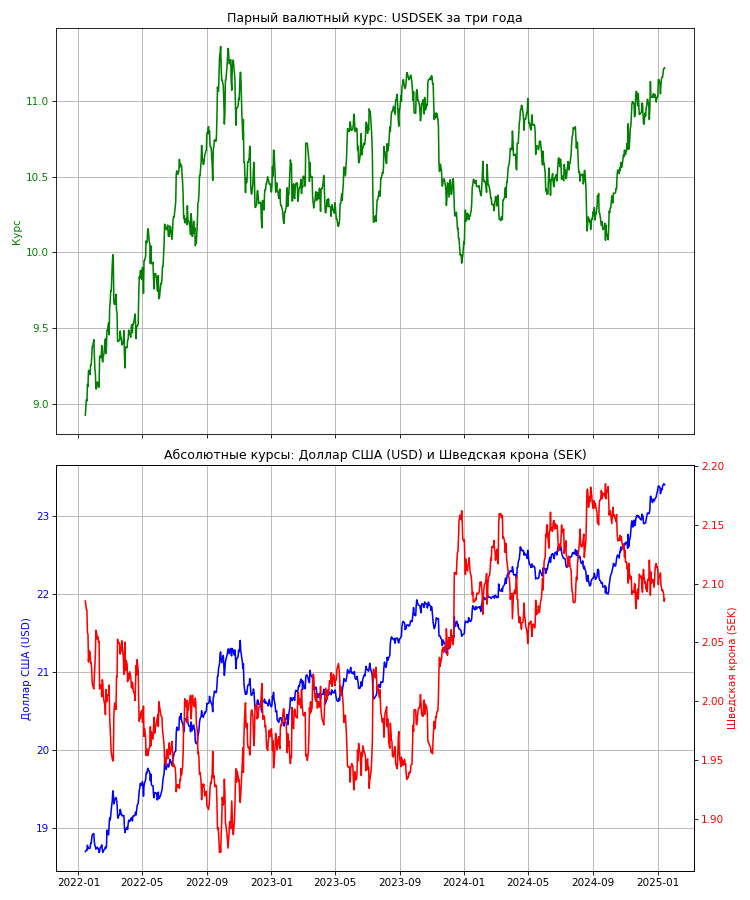 Парный валютный курс: USDSEK за три года
Курс
11.0
10.5
10.0
9.5
9.0
Абсолютные курсы: Доллар США (USD) и Шведская крона (SEK)
Доллар США (USD)
23
22
21
20
19
2.20
2.15
2.10
2.05
2.00
1.95
1.90
Шведская крона (SEK)
2022-01 2022-05 2022-09 2023-01 2023-05 2023-09 2024-01 2024-05 2024-09 2025-01